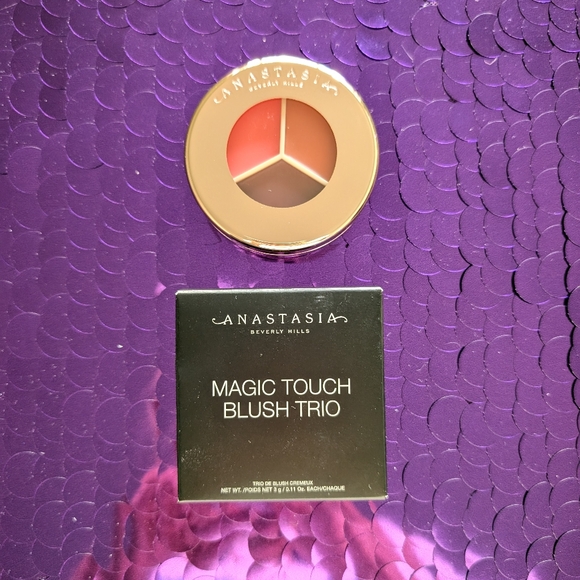 ANASTASIA
BEVERLY HILLS
ANASTASIA
BEVERLY HILLS
MAGIC TOUCH
BLUSH TRIO
TRIO DE BLUSH CRÉMEUX
NET WT. /POIDS NET 3 g / 0.11 Oz. EACH/CHAQUE